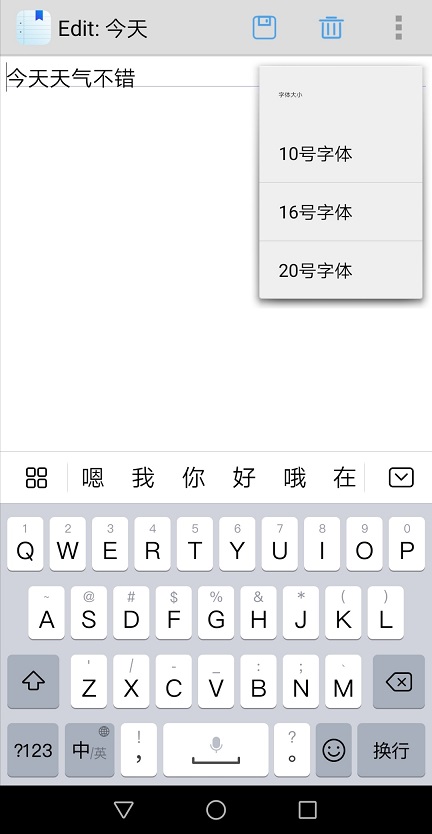 Edit: 今天
今天天气不错
字体大小
10号字体
16号字体
20号字体
嗯 我 你 好 哦 在
1 2 3 4 5 6 7 8 9 0
Q W E R T Y U I O P
~ @ # $ % & * ( )
A S D F G H J K L
' / - _ : ; 、
Z X C V B N M
! ?
?123 中/英 , 。 换行